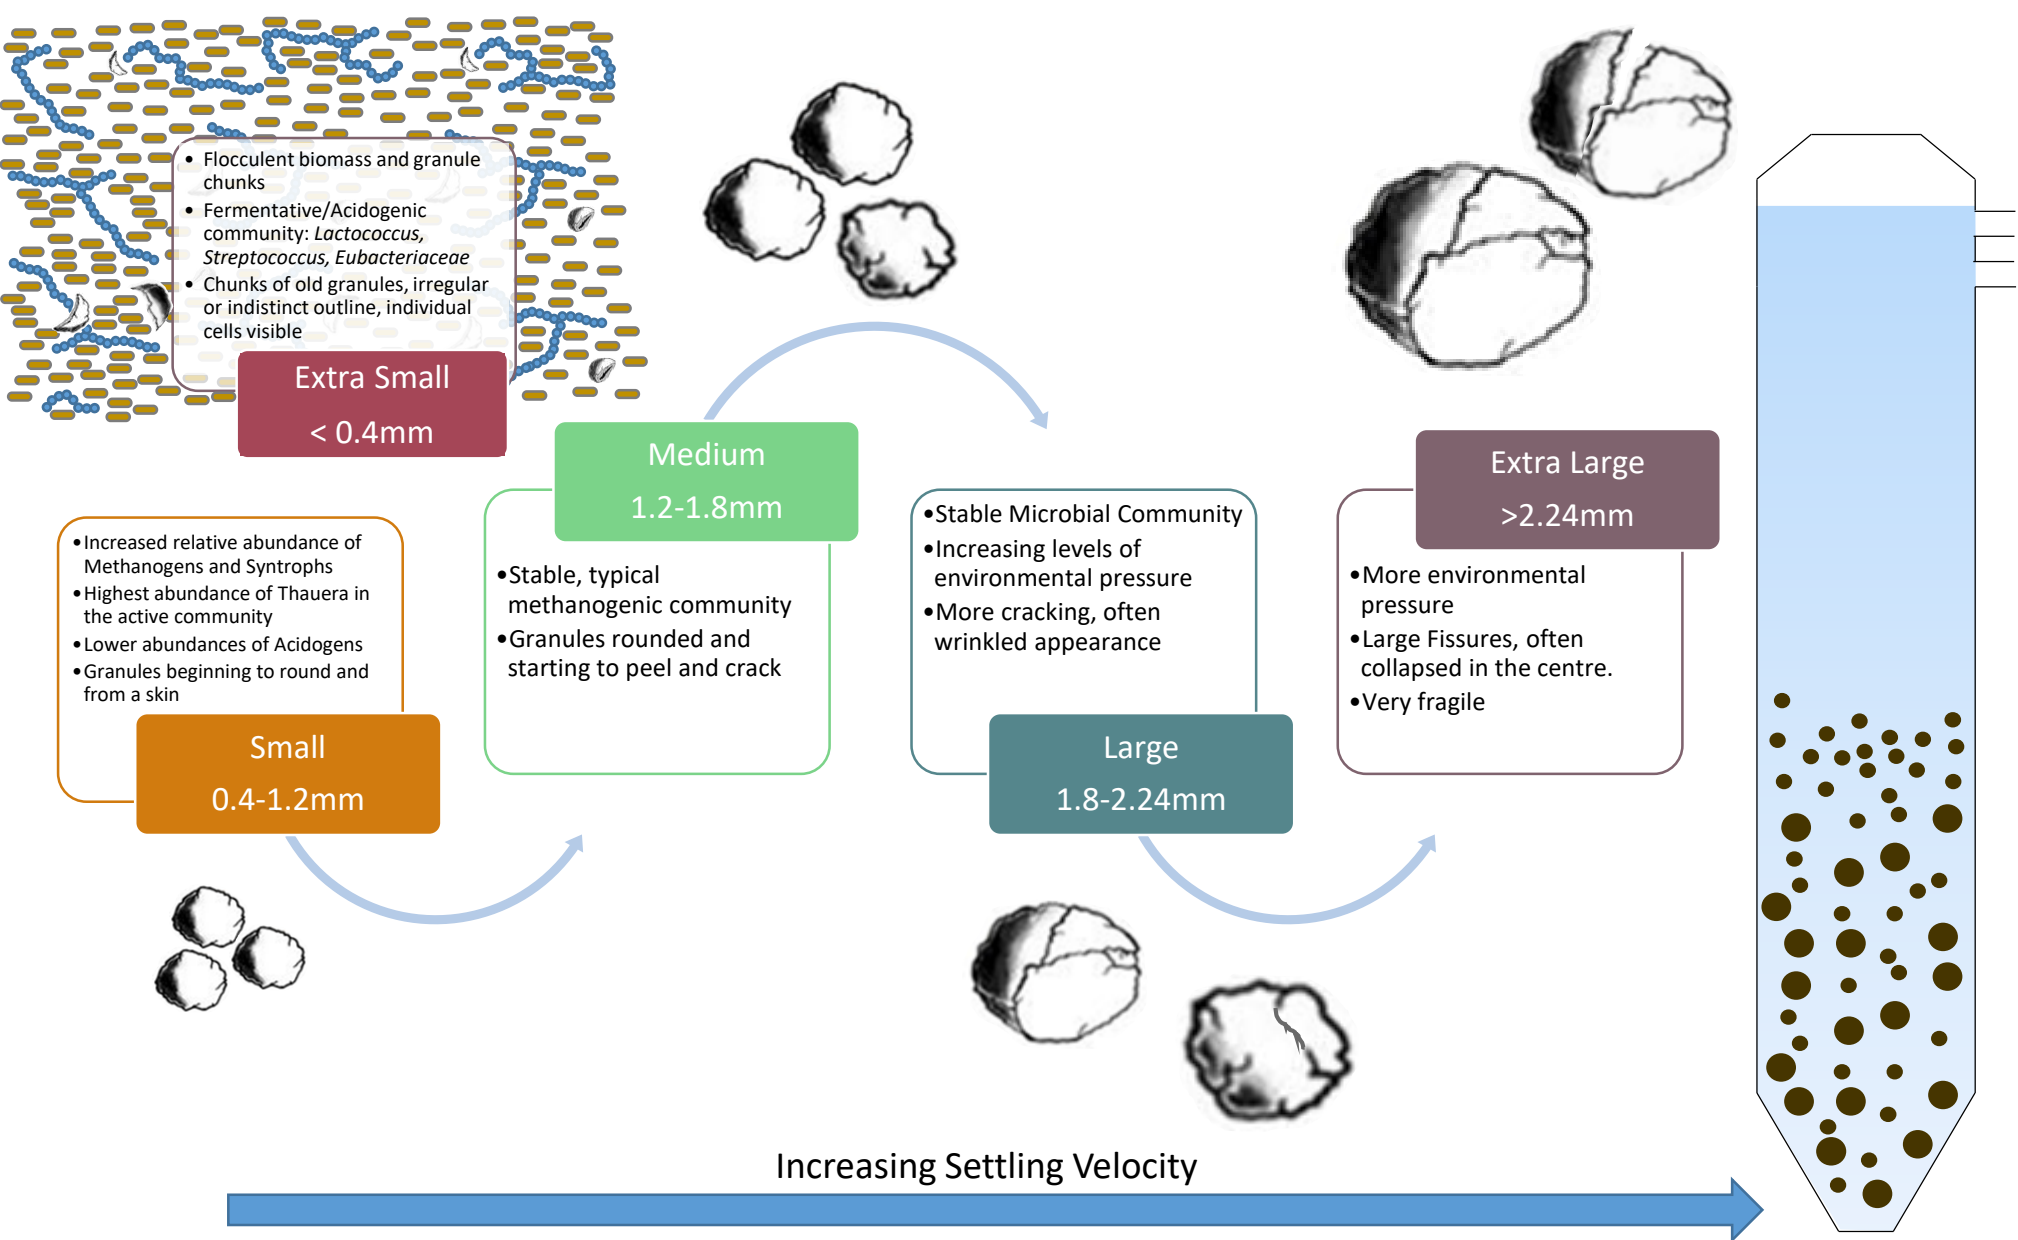 • Flocculent biomass and granule
chunks
• Fermentative/Acidogenic
community: Lactococcus,
Streptococcus, Eubacteriaceae
• Chunks of old granules, irregular
or indistinct outline, individual
cells visible
Extra Small
< 0.4mm
•Increased relative abundance of
Methanogens and Syntrophs
•Highest abundance of Thauera in
the active community
•Lower abundances of Acidogens
•Granules beginning to round and
from a skin
Small
0.4-1.2mm
Medium
1.2-1.8mm
•Stable, typical
methanogenic community
•Granules rounded and
starting to peel and crack
•Stable Microbial Community
•Increasing levels of
environmental pressure
•More cracking, often
wrinkled appearance
Large
1.8-2.24mm
Extra Large
>2.24mm
•More environmental
pressure
•Large Fissures, often
collapsed in the centre.
•Very fragile
Increasing Settling Velocity